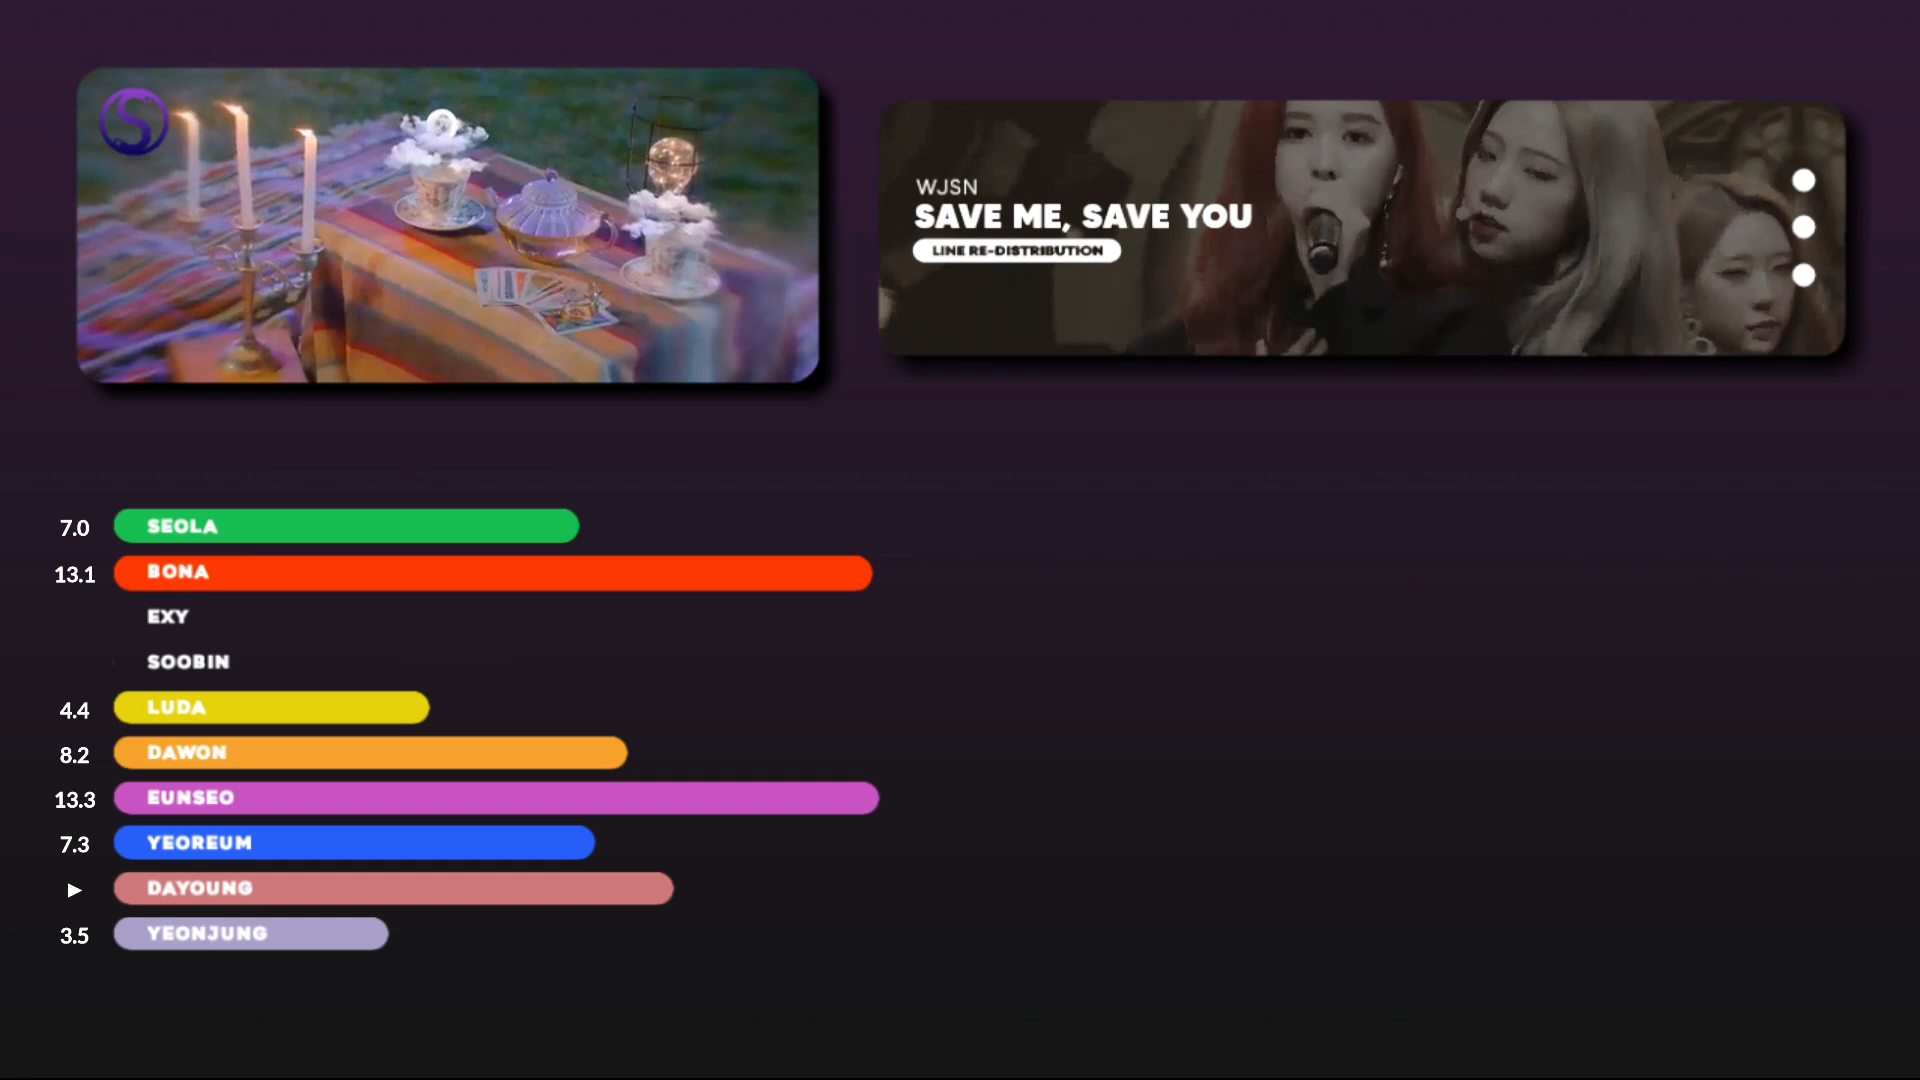 S
WJSN
SAVE ME, SAVE YOU
LINE RE-DISTRIBUTION
7.0 SEOLA
13.1 BONA
EXY
SOOBIN
4.4 LUDA
8.2 DAWON
13.3 EUNSEO
7.3 YEOREUM
▶ DAYOUNG
3.5 YEONJUNG